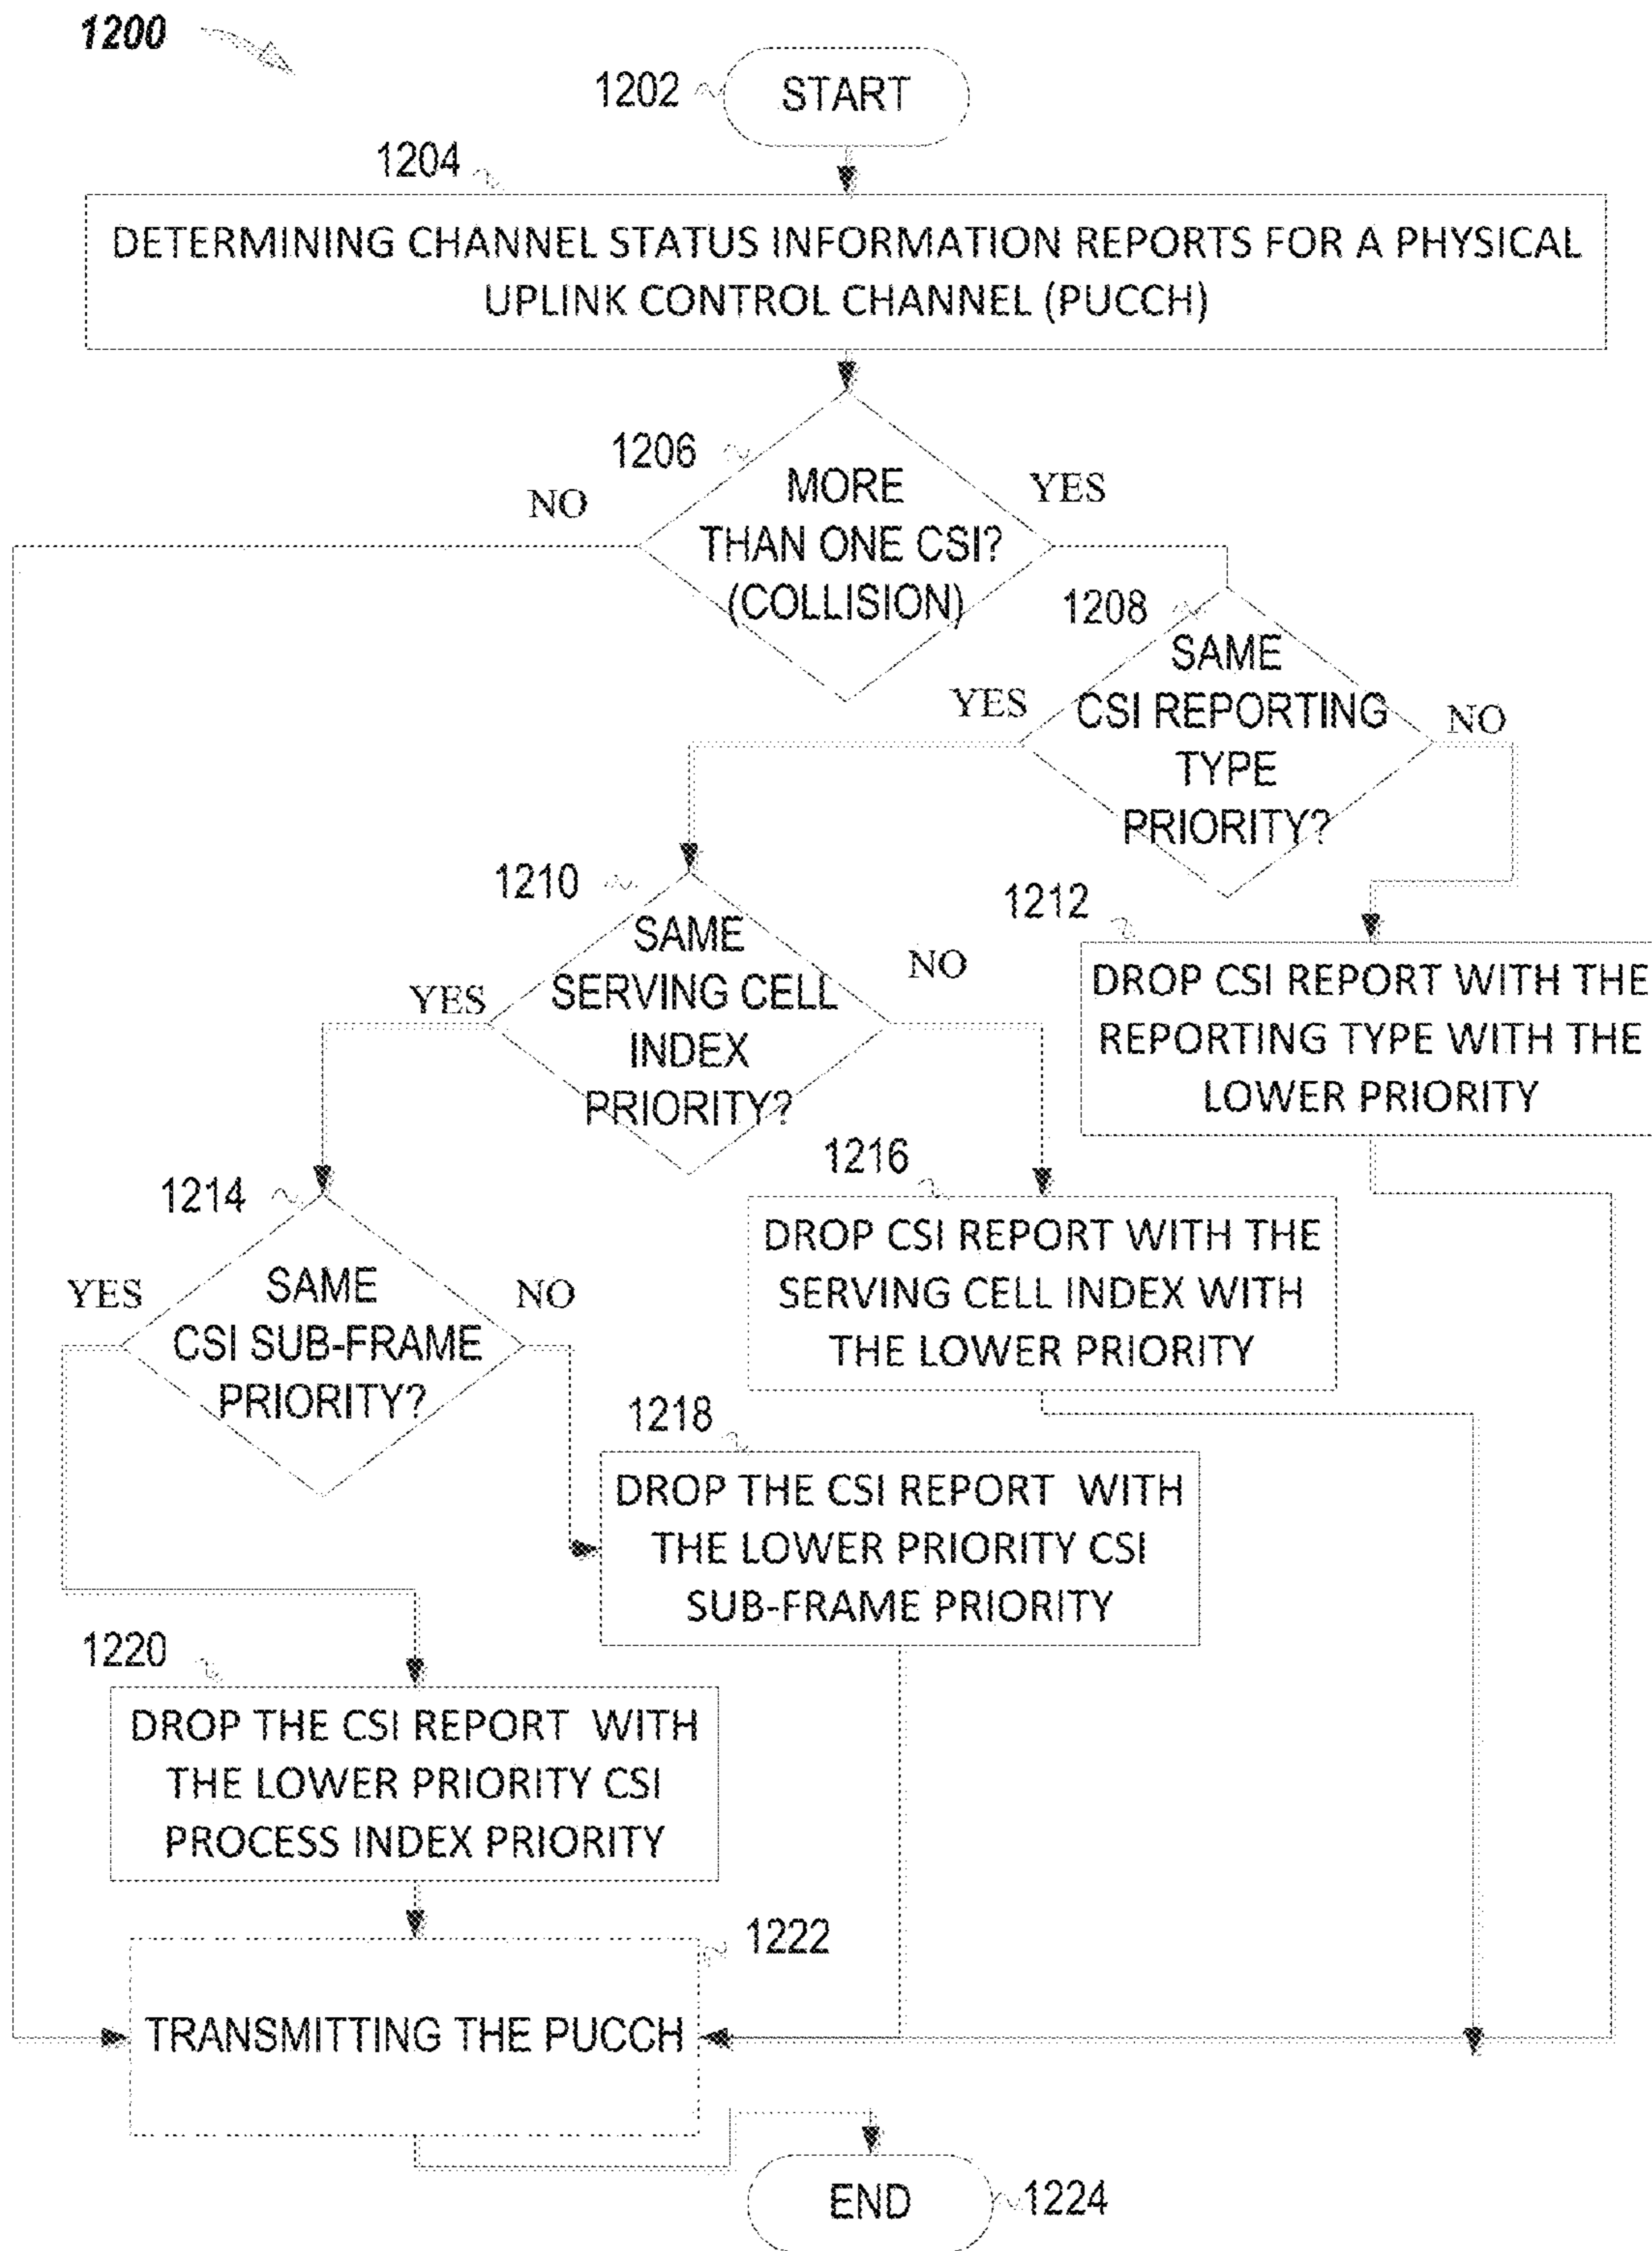 1200
1202
START
1204
DETERMINING CHANNEL STATUS INFORMATION REPORTS FOR A PHYSICAL
UPLINK CONTROL CHANNEL (PUCCH)
1206
NO
MORE
THAN ONE CSI?
(COLLISION)
YES
1208
YES
SAME
CSI REPORTING
TYPE
PRIORITY?
NO
1210
YES
SAME
SERVING CELL
INDEX
PRIORITY?
NO
1212
DROP CSI REPORT WITH THE
REPORTING TYPE WITH THE
LOWER PRIORITY
1214
YES
SAME
CSI SUB-FRAME
PRIORITY?
NO
1216
DROP CSI REPORT WITH THE
SERVING CELL INDEX WITH
THE LOWER PRIORITY
1218
DROP THE CSI REPORT WITH
THE LOWER PRIORITY CSI
SUB-FRAME PRIORITY
1220
DROP THE CSI REPORT WITH
THE LOWER PRIORITY CSI
PROCESS INDEX PRIORITY
1222
TRANSMITTING THE PUCCH
END
1224